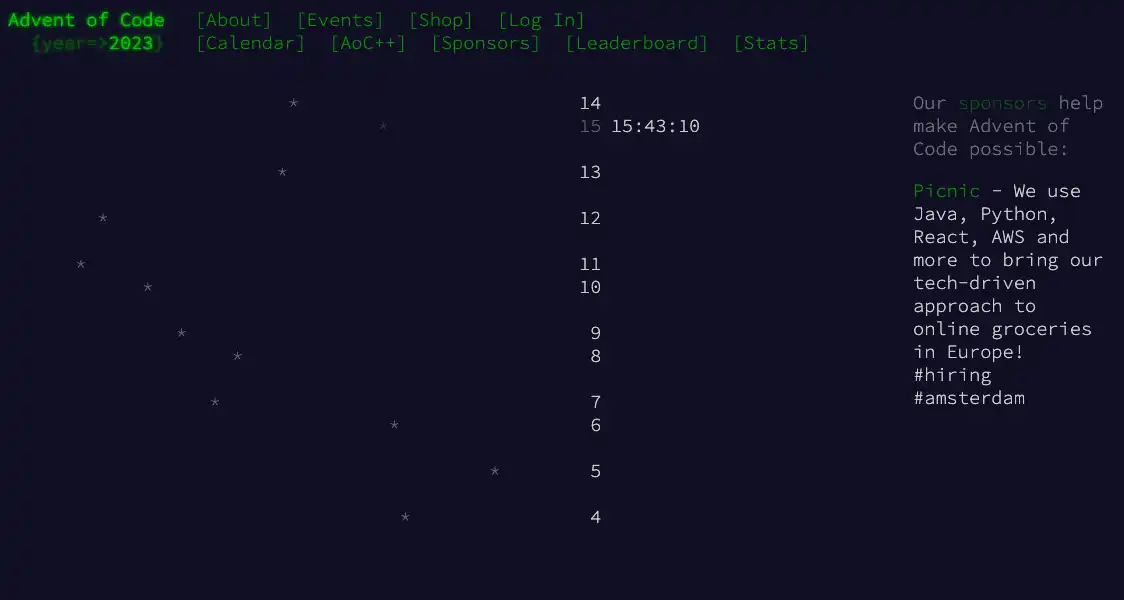 Advent of Code [About] [Events] [Shop] [Log In]
{year=>2023} [Calendar] [AoC++] [Sponsors] [Leaderboard] [Stats]
* 14
* 15 15:43:10
* 13
* 12
* 11
* 10
* 9
* 8
* 7
* 6
* 5
* 4
Our sponsors help
make Advent of
Code possible:
Picnic - We use
Java, Python,
React, AWS and
more to bring our
tech-driven
approach to
online groceries
in Europe!
#hiring
#amsterdam